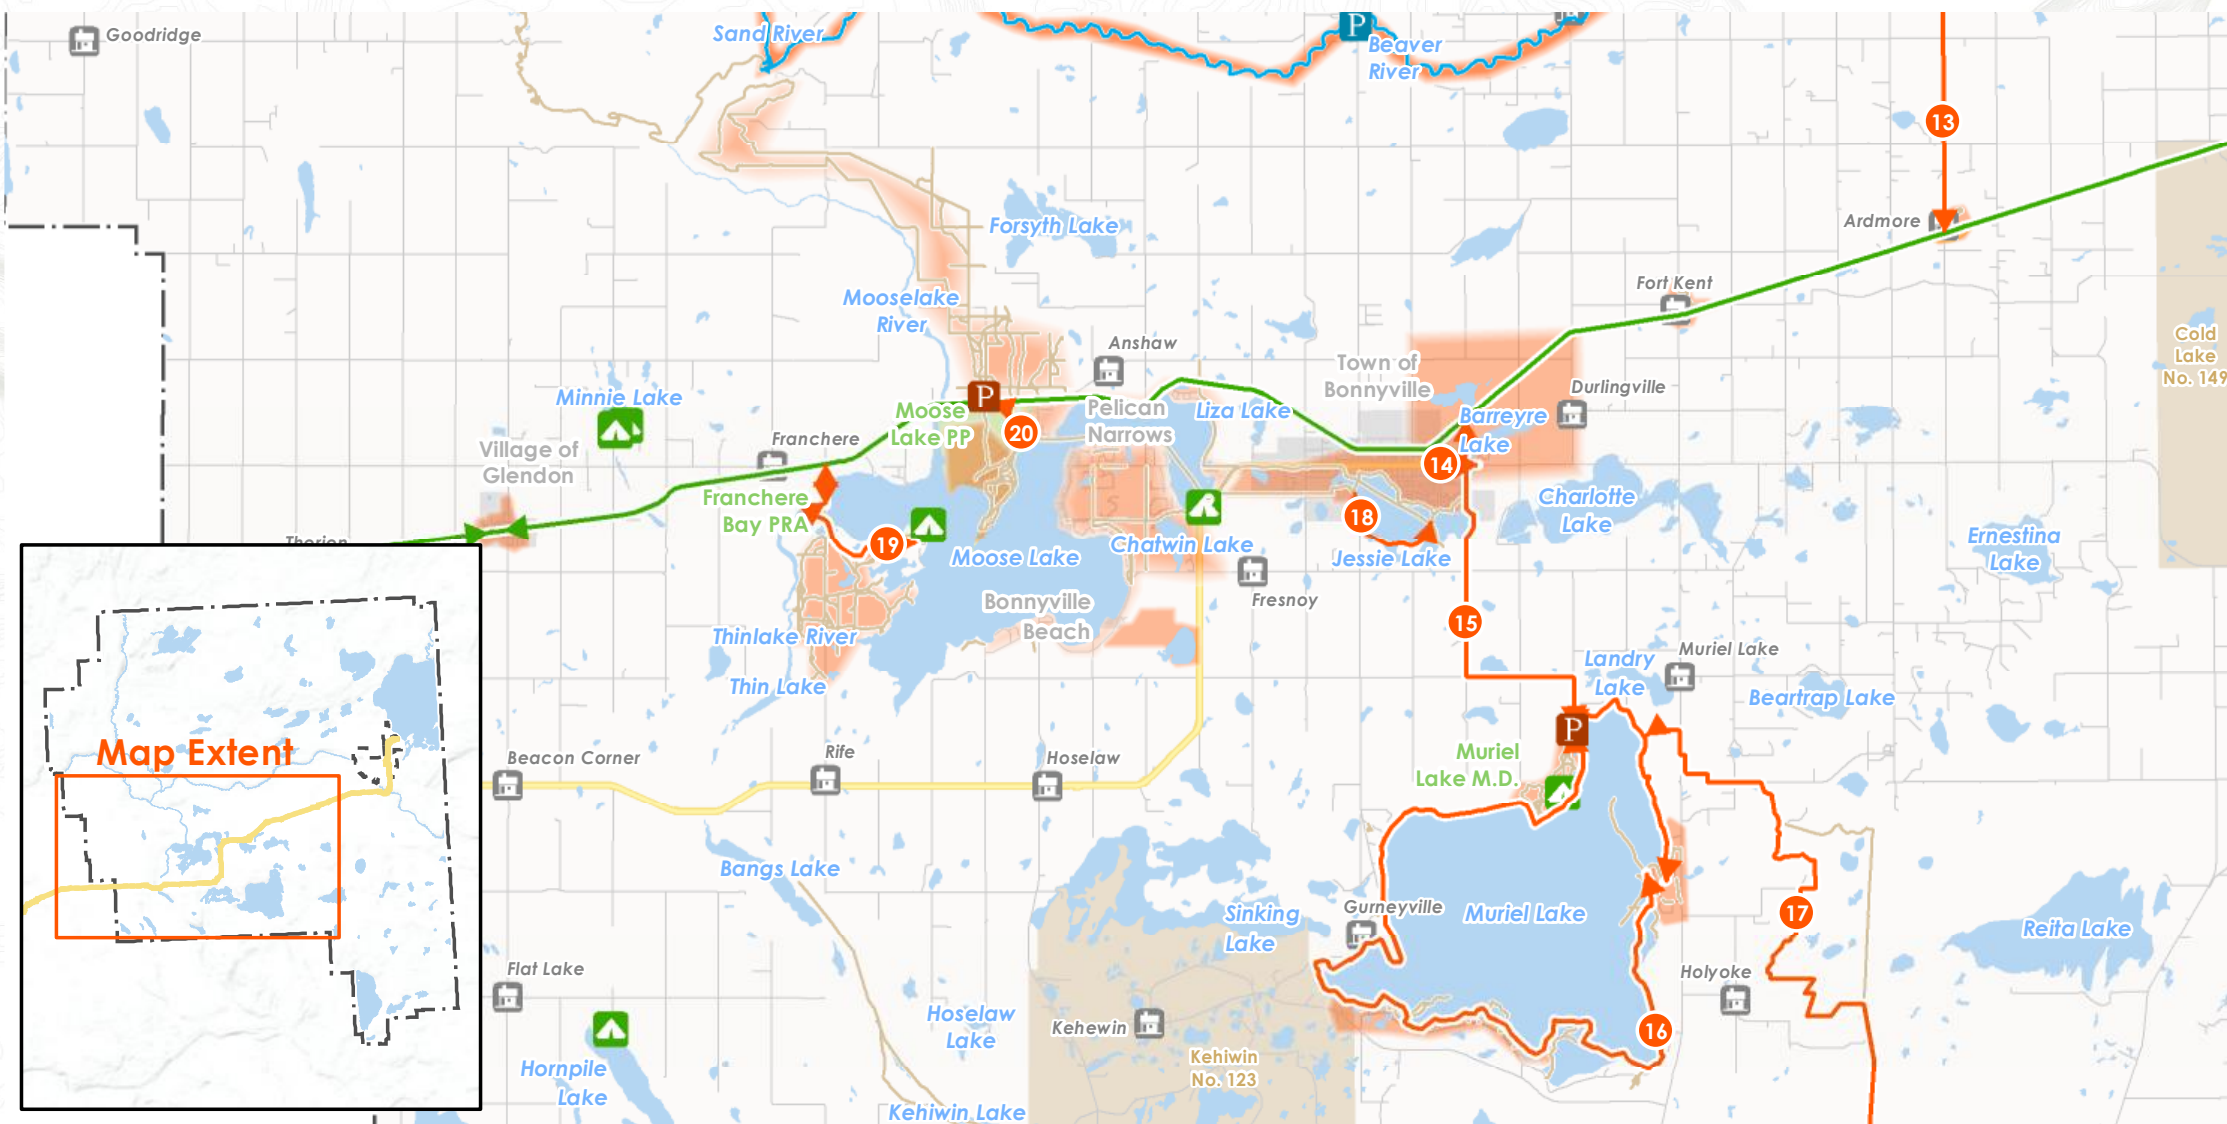 Goodridge
Sand River
P
Beaver
River
13
Ardmore
Forsyth Lake
Fort Kent
Mooselake
River
Anshaw
Town of
Bonnyville
Cold
Lake
No. 149
Minnie Lake
P
Moose
Lake PP
20
Pelican
Narrows
Liza Lake
Durlingville
Barreyre
Lake
14
Village of
Glendon
Franchere
Franchere
Bay PRA
Charlotte
Lake
18
Thorion
19
Moose Lake
Chatwin Lake
Jessie Lake
Ernestina
Lake
Fresnoy
Bonnyville
Beach
15
Thinlake River
Thin Lake
Landry
Lake
Muriel Lake
Beartrap Lake
P
Map Extent
Beacon Corner
Rife
Hoselaw
Muriel
Lake M.D.
Bangs Lake
Gurneyville
Sinking
Lake
Muriel Lake
17
Reita Lake
Flat Lake
Holyoke
Hoselaw
Lake
Kehewin
16
Kehiwin
No. 123
Hornpile
Lake
Kehiwin Lake